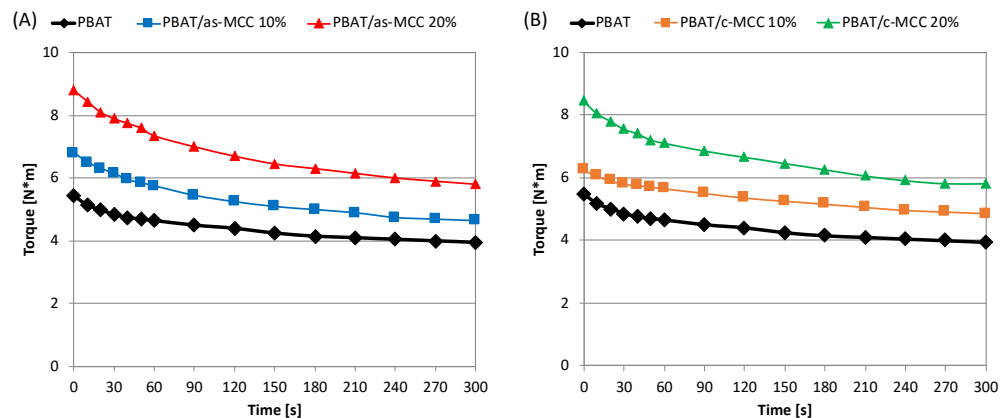 (A)
PBAT PBAT/as-MCC 10% PBAT/as-MCC 20%
10
8
6
4
2
0
Torque [N*m]
0 30 60 90 120 150 180 210 240 270 300
Time [s]
(B)
PBAT PBAT/c-MCC 10% PBAT/c-MCC 20%
10
8
6
4
2
0
Torque [N*m]
0 30 60 90 120 150 180 210 240 270 300
Time [s]